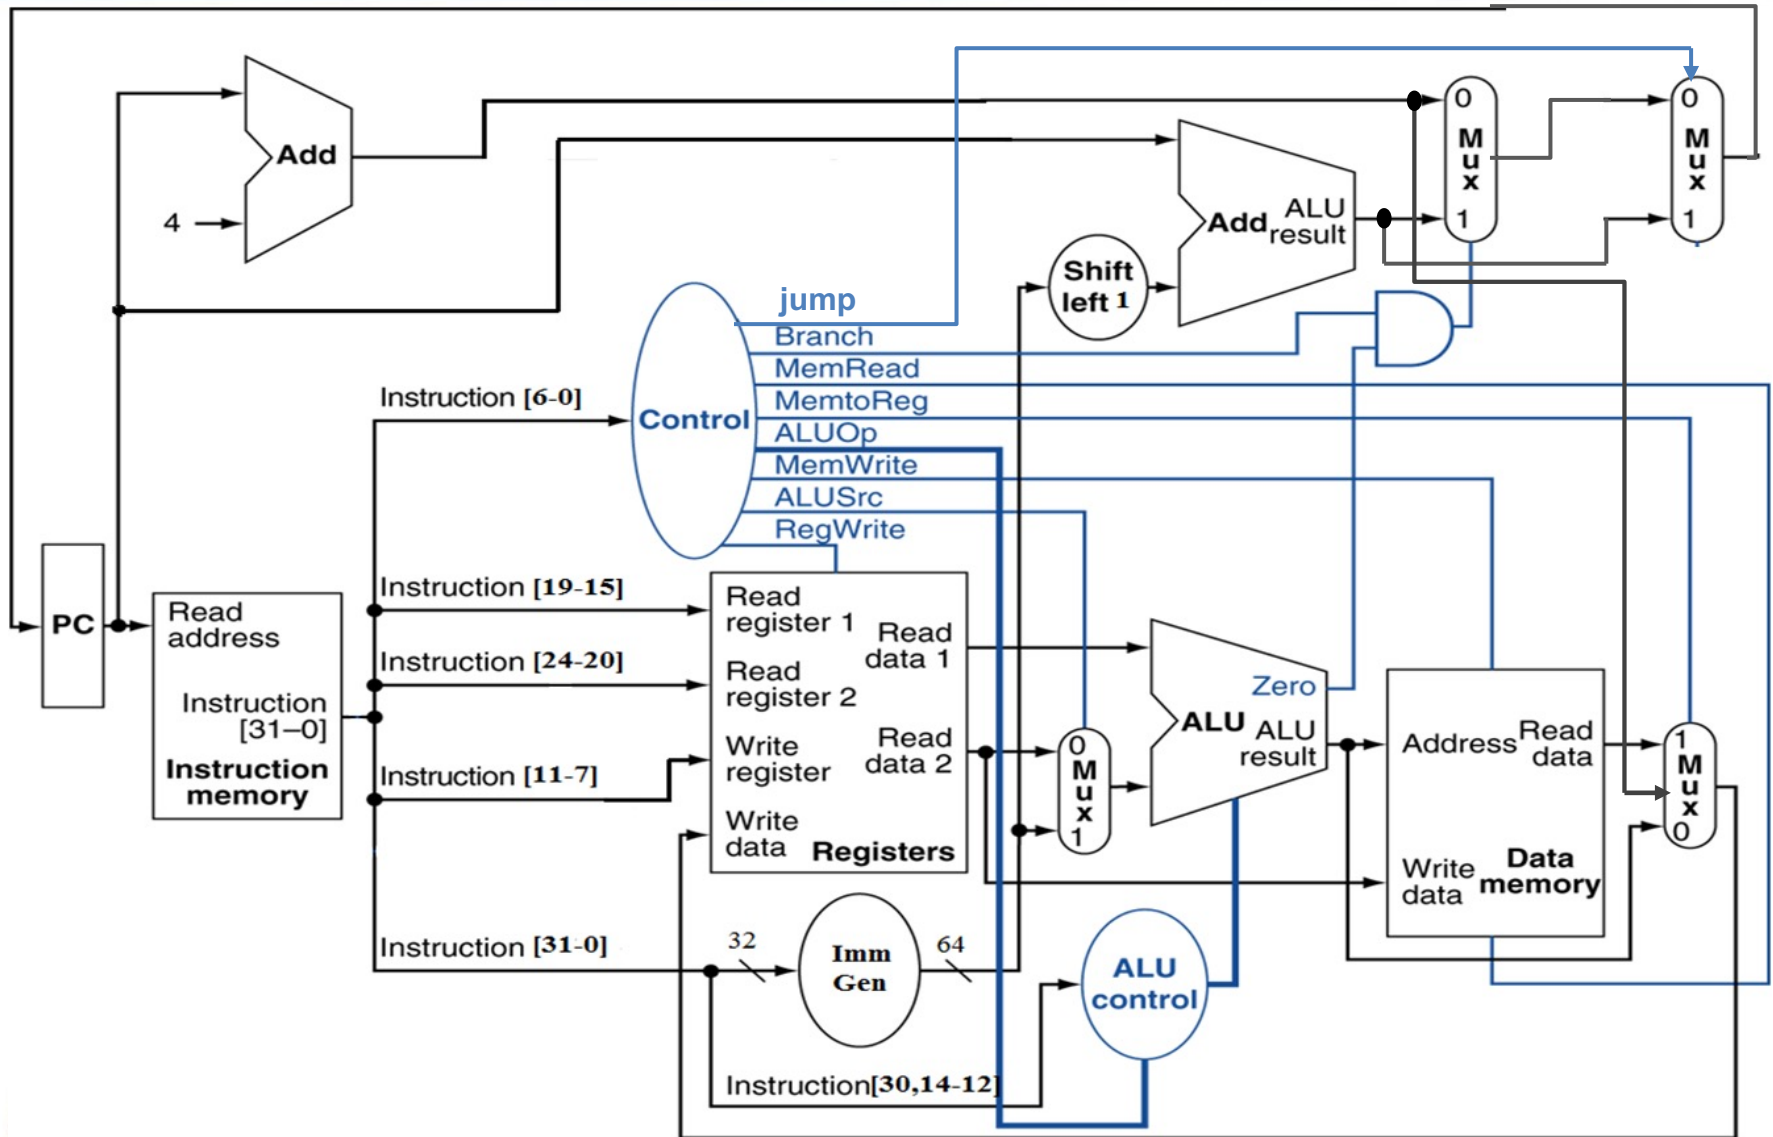 Add
4
0
M
u
x
1
0
M
u
x
1
Add
ALU
result
Shift
left 1
jump
Branch
MemRead
MemtoReg
ALUOp
MemWrite
ALUSrc
RegWrite
Control
Instruction [6-0]
Instruction [19-15]
Instruction [24-20]
Instruction [11-7]
Instruction [31-0]
PC
Read
address
Instruction
[31–0]
Instruction
memory
Read
register 1
Read
register 2
Write
register
Write
data
Read
data 1
Read
data 2
Registers
0
M
u
x
1
Zero
ALU
ALU
result
Address
Read
data
Write
data
Data
memory
1
M
u
x
0
32
Imm
Gen
64
ALU
control
Instruction[30,14-12]